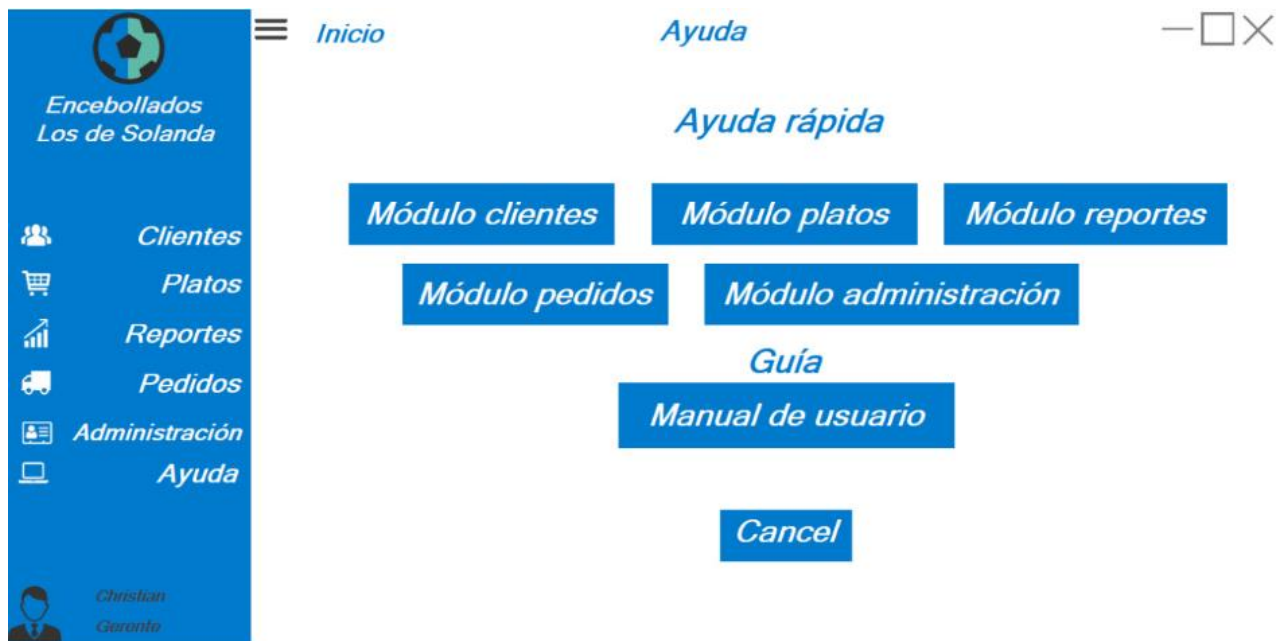 Inicio
Ayuda
Encebollados
Los de Solanda
Clientes
Platos
Reportes
Pedidos
Administración
Ayuda
Christian
Gerente
Ayuda rápida
Módulo clientes
Módulo platos
Módulo reportes
Módulo pedidos
Módulo administración
Guía
Manual de usuario
Cancel